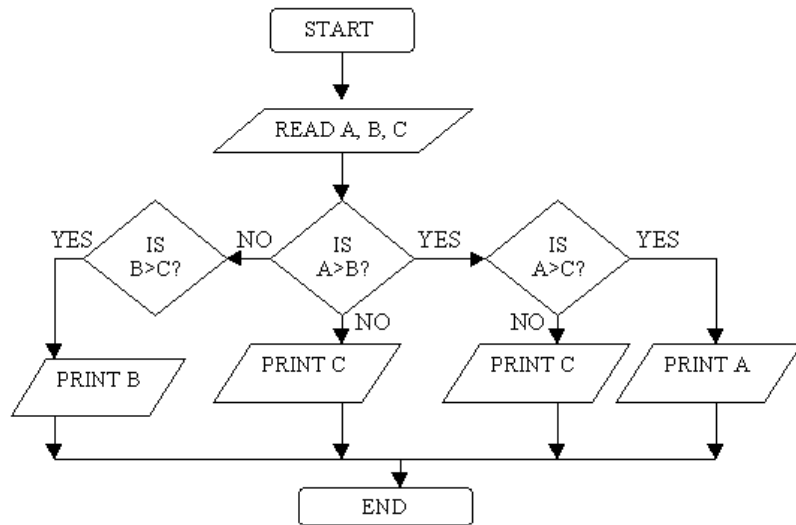 START
READ A, B, C
YES
IS
B>C?
NO
IS
A>B?
YES
IS
A>C?
YES
NO
NO
PRINT B
PRINT C
PRINT C
PRINT A
END